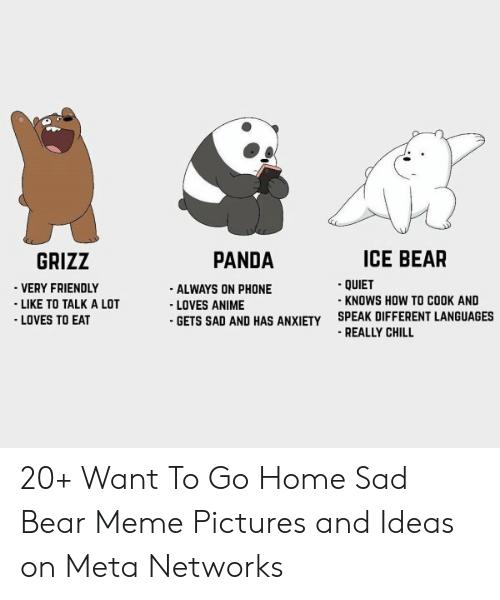 GRIZZ
- VERY FRIENDLY
- LIKE TO TALK A LOT
- LOVES TO EAT
PANDA
- ALWAYS ON PHONE
- LOVES ANIME
- GETS SAD AND HAS ANXIETY
ICE BEAR
- QUIET
- KNOWS HOW TO COOK AND
SPEAK DIFFERENT LANGUAGES
- REALLY CHILL
20+ Want To Go Home Sad
Bear Meme Pictures and Ideas
on Meta Networks